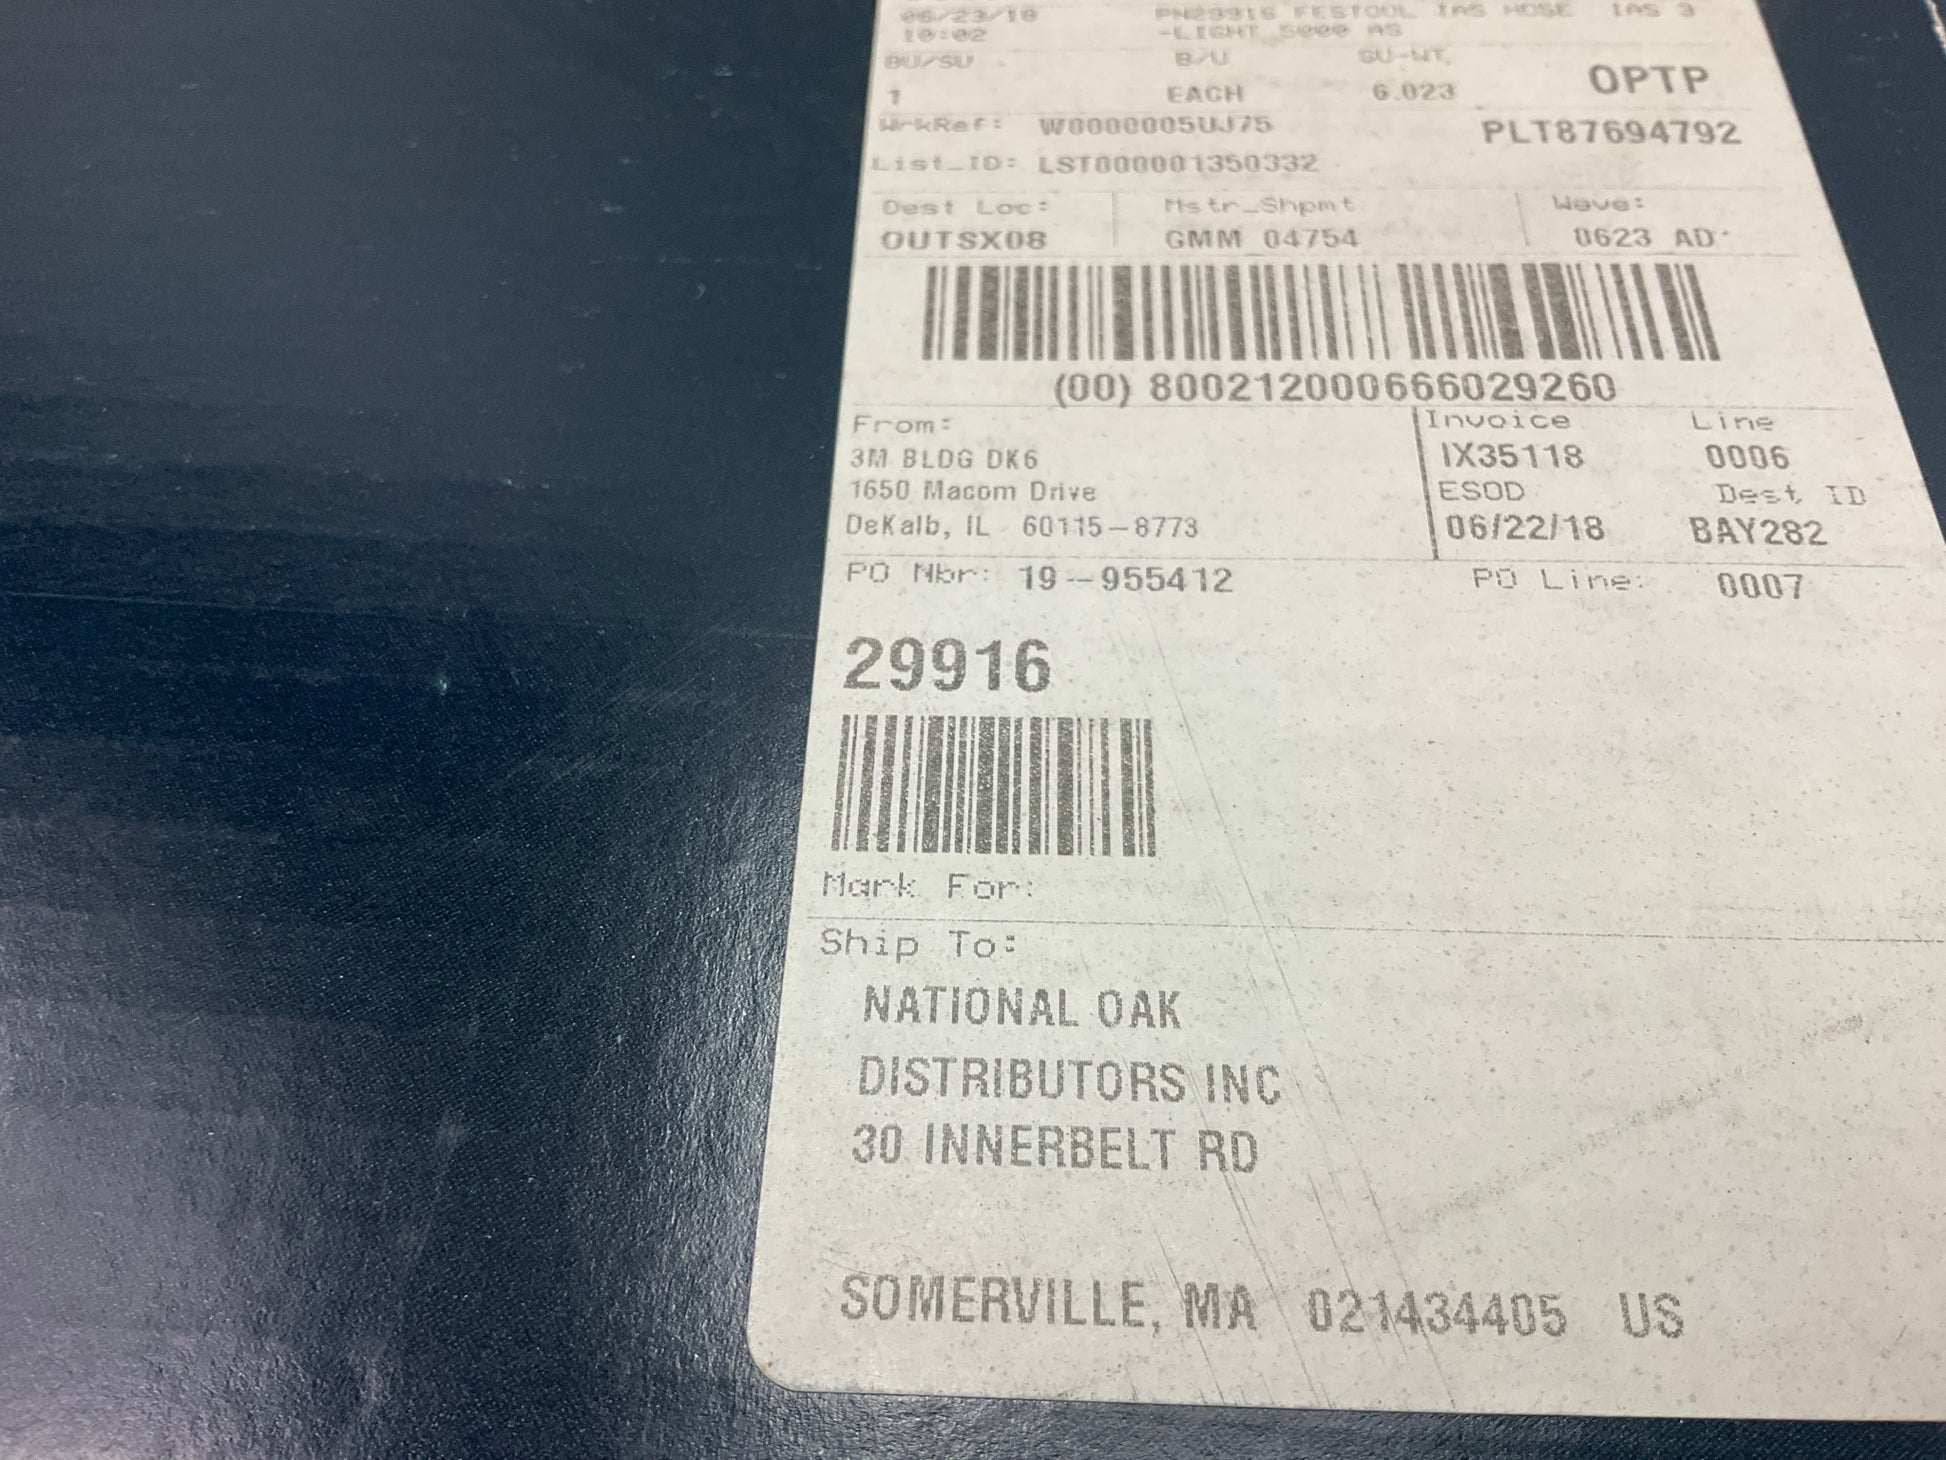 06/23/18 PN29916 FESTOOL IAS HOSE IAS 3
10:02 -LIGHT 5000 AS
BU/SU B/U SU-WT. OPTP
1 EACH 6.023
WrkRef: W0000005UJ75 PLT87694792
List_ID: LST000001350332
Dest Loc: Mstr_Shpmt Wave:
OUTSX08 GMM 04754 0623 AD
(00) 800212000666029260
From: Invoice Line
3M BLDG DK6 IX35118 0006
1650 Macom Drive ESOD Dest ID
DeKalb, IL 60115-8773 06/22/18 BAY282
PO Nbr: 19-955412 PO Line: 0007
29916
Mark For:
Ship To:
NATIONAL OAK
DISTRIBUTORS INC
30 INNERBELT RD
SOMERVILLE, MA 021434405 US